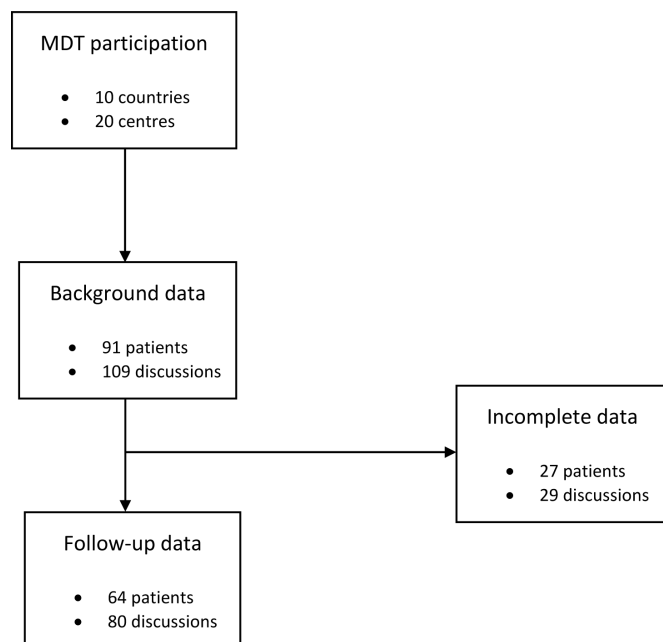 MDT participation
• 10 countries
• 20 centres
Background data
• 91 patients
• 109 discussions
Incomplete data
• 27 patients
• 29 discussions
Follow-up data
• 64 patients
• 80 discussions